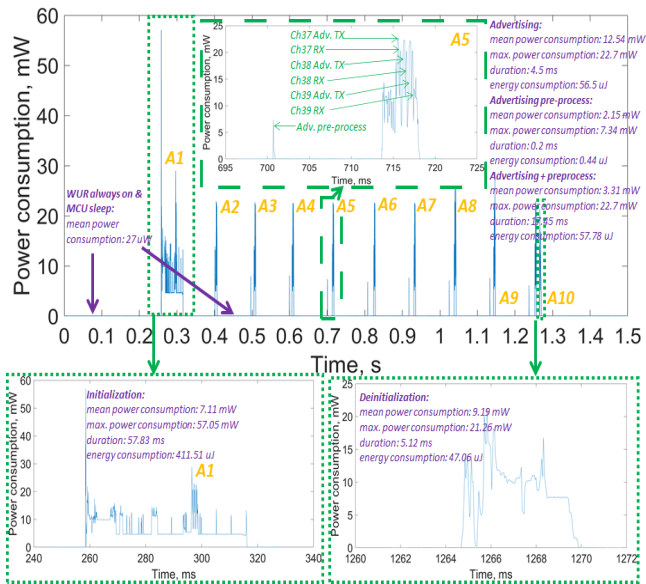 Power consumption, mW
60
50
40
30
20
10
0
0
0.1
0.2
0.3
0.4
0.5
0.6
0.7
0.8
0.9
1
1.1
1.2
1.3
1.4
1.5
Time, s
A1
A2
A3
A4
A5
A6
A7
A8
A9
A10
WUR always on &
MCU sleep:
mean power
consumption: 27uW
Power consumption, mW
25
20
15
10
5
0
695
700
705
710
715
720
725
Time, ms
A5
Ch37 Adv. TX
Ch37 RX
Ch38 Adv. TX
Ch38 RX
Ch39 Adv. TX
Ch39 RX
Adv. pre-process
Advertising:
mean power consumption: 12.54 mW
max. power consumption: 22.7 mW
duration: 4.5 ms
energy consumption: 56.5 uJ
Advertising pre-process:
mean power consumption: 2.15 mW
max. power consumption: 7.34 mW
duration: 0.2 ms
energy consumption: 0.44 uJ
Advertising + preprocess:
mean power consumption: 3.31 mW
max. power consumption: 22.7 mW
energy consumption: 57.78 uJ
Power consumption, mW
60
50
40
30
20
10
0
240
260
280
300
320
340
Time, ms
Initialization:
mean power consumption: 7.11 mW
max. power consumption: 57.05 mW
duration: 57.83 ms
energy consumption: 411.51 uJ
A1
Power consumption, mW
25
20
15
10
5
0
1260
1262
1264
1266
1268
1270
1272
Time, ms
Deinitialization:
mean power consumption: 9.19 mW
max. power consumption: 21.26 mW
duration: 5.12 ms
energy consumption: 47.06 uJ